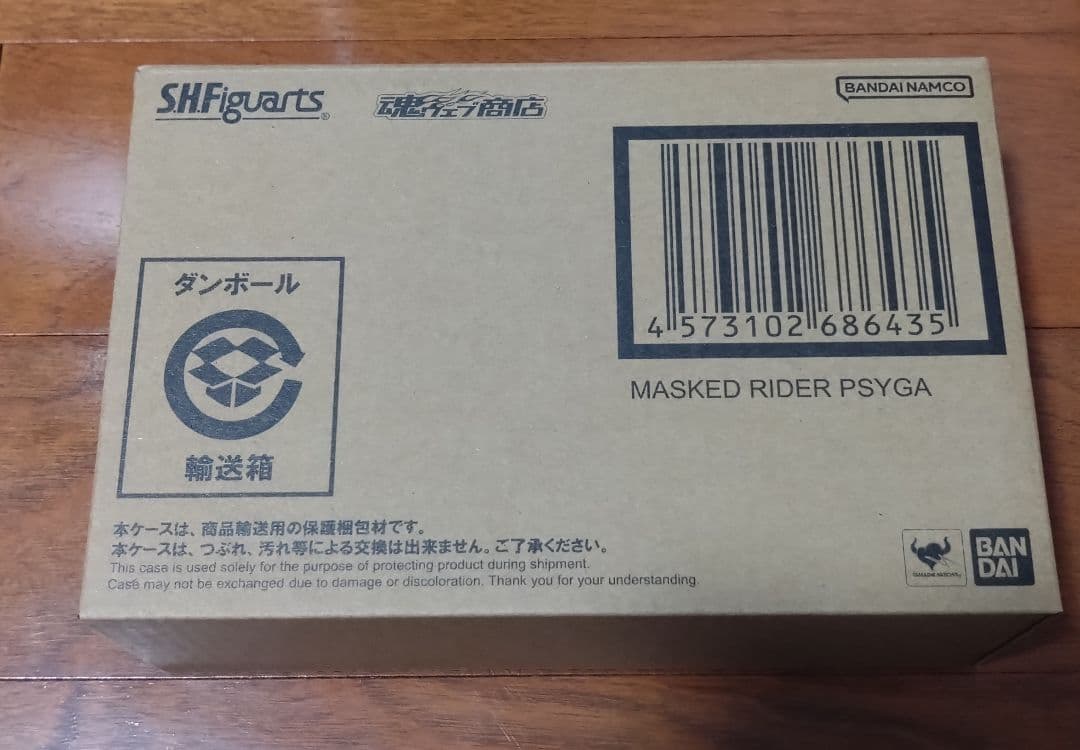 S.H.Figuarts
魂ウェブ商店
BANDAI NAMCO
4 573102 686435
MASKED RIDER PSYGA
ダンボール
輸送箱
本ケースは、商品輸送用の保護梱包材です。
本ケースは、つぶれ、汚れ等による交換は出来ません。ご了承ください。
This case is used solely for the purpose of protecting product during shipment.
Case may not be exchanged due to damage or discoloration. Thank you for your understanding.
TAMASHII NATIONS
BAN
DAI